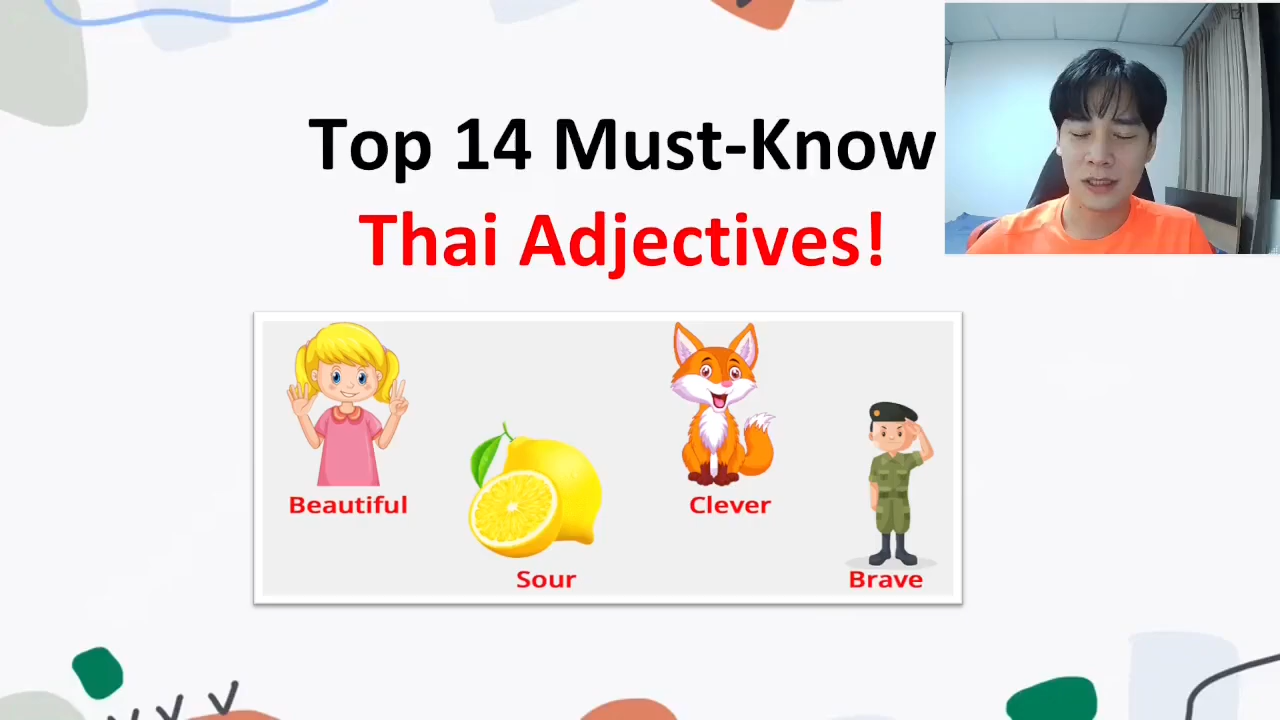 Top 14 Must-Know
Thai Adjectives!
Beautiful
Sour
Clever
Brave